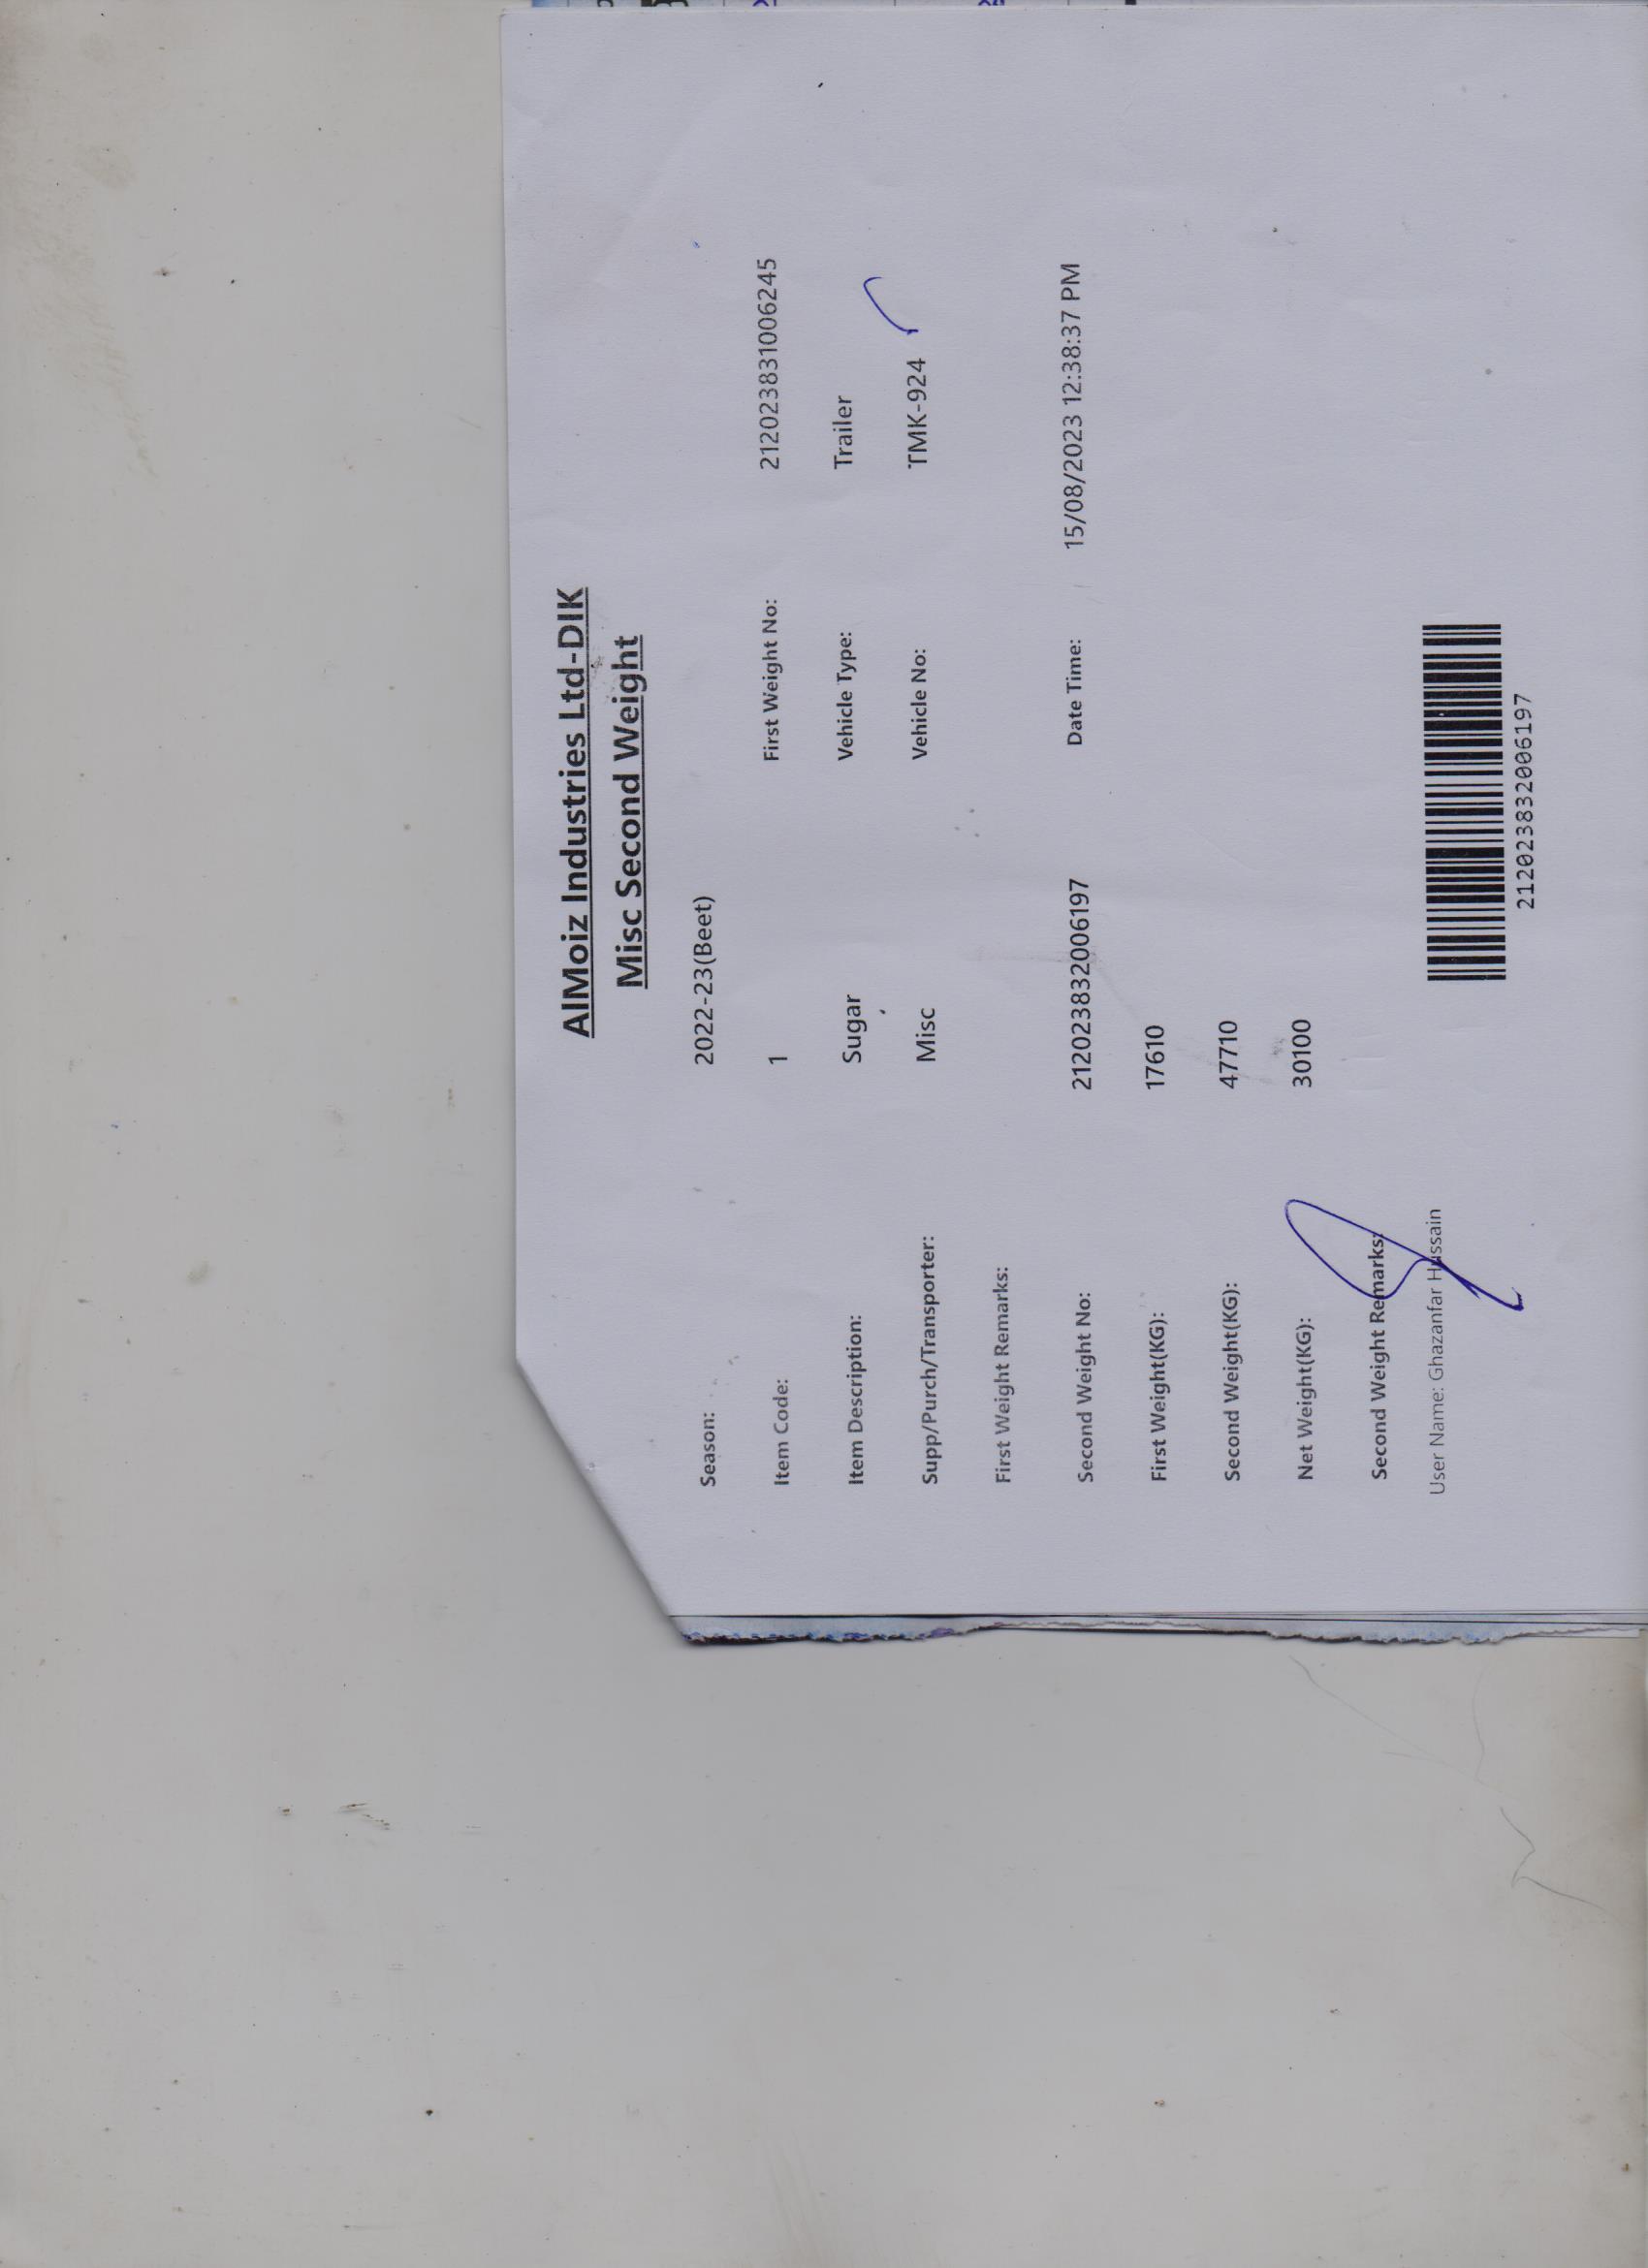 AlMoiz Industries Ltd-DIK
Misc Second Weight
Season: 2022-23(Beet)
Item Code: 1 First Weight No: 212023831006245
Item Description: Sugar Vehicle Type: Trailer
Supp/Purch/Transporter: Misc Vehicle No: TMK-924
First Weight Remarks:
Second Weight No: 212023832006197 Date Time: 15/08/2023 12:38:37 PM
First Weight(KG): 17610
Second Weight(KG): 47710
Net Weight(KG): 30100
Second Weight Remarks:
User Name: Ghazanfar Hussain
212023832006197